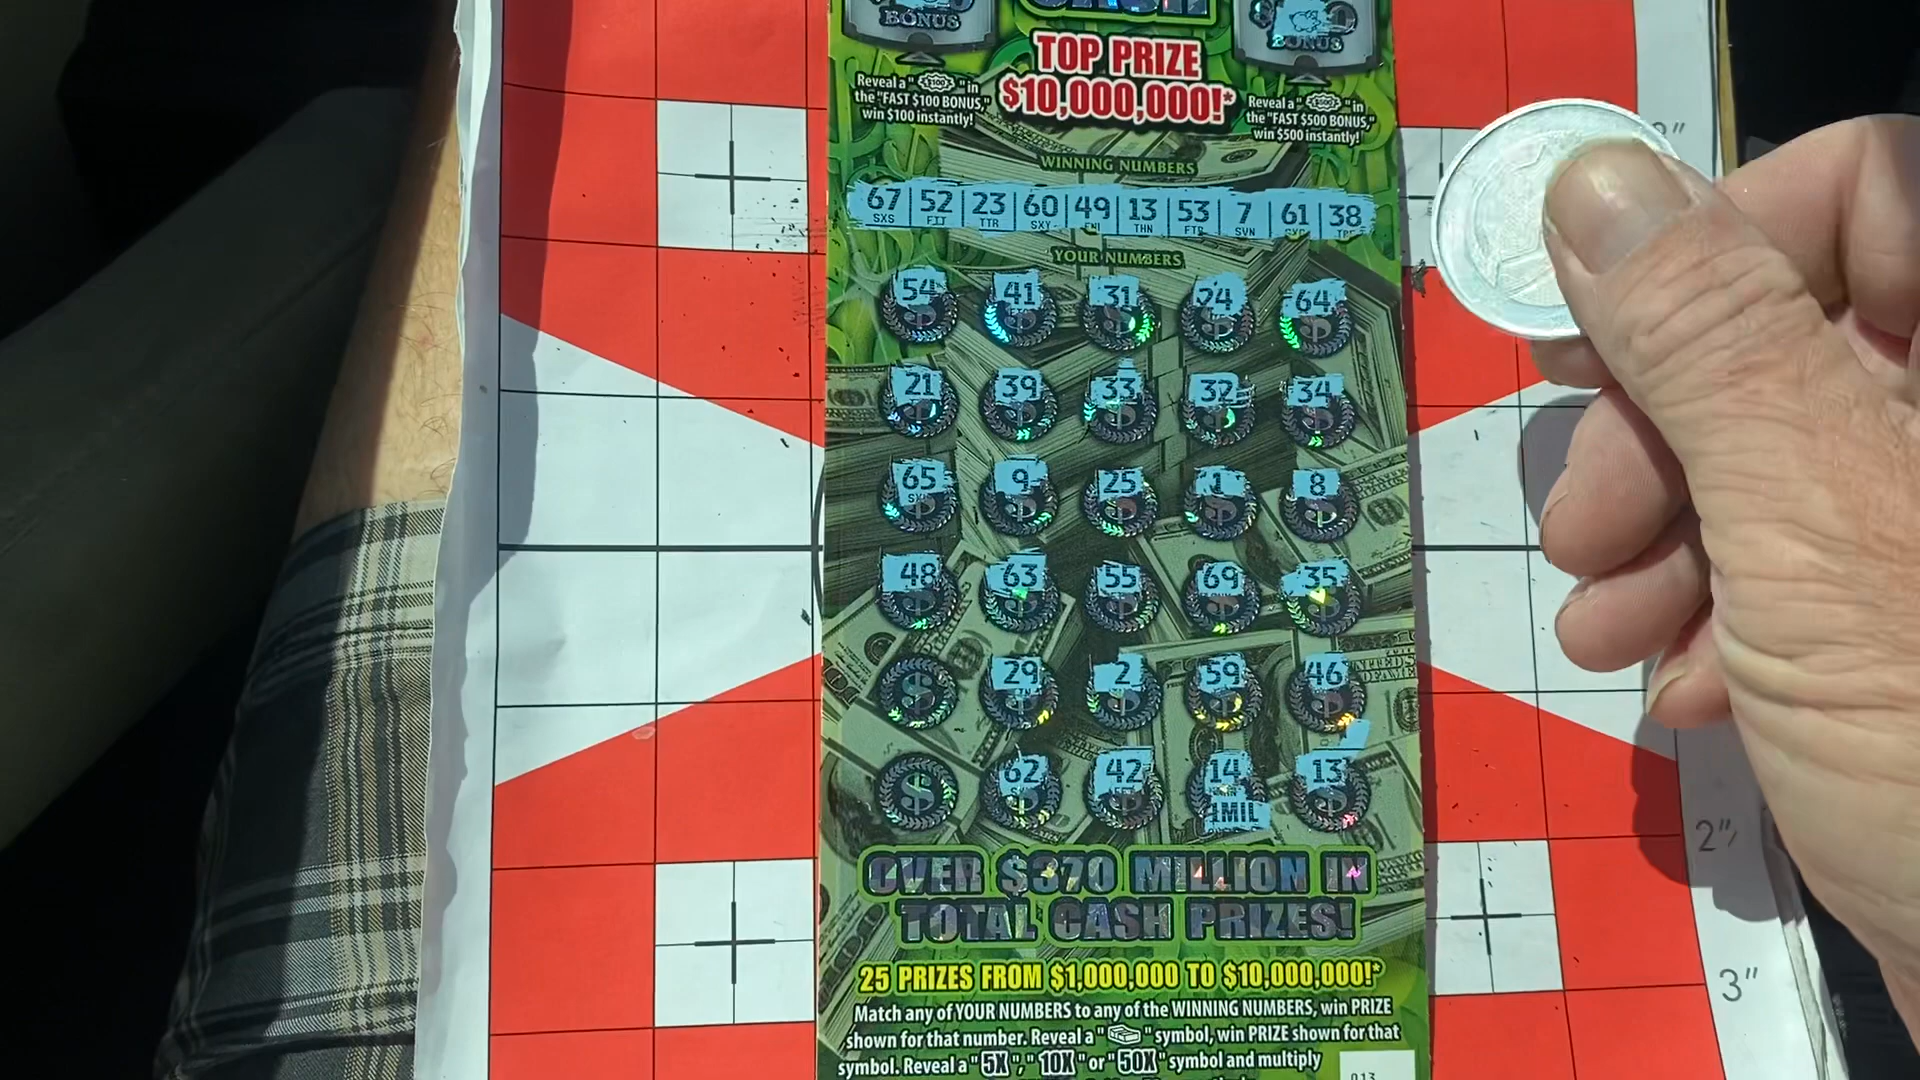 BONUS
CASH
BONUS
TOP PRIZE
$10,000,000!*
Reveal a " $100 " in
the "FAST $100 BONUS,"
win $100 instantly!
Reveal a " $500 " in
the "FAST $500 BONUS,"
win $500 instantly!
WINNING NUMBERS
67 52 23 60 49 13 53 7 61 38
SXS FTT TTR SXY THN FTR SVN
YOUR NUMBERS
54 41 31 24 64
21 39 33 32 34
65 9 25 1 8
48 63 55 69 35
$ 29 2 59 46
$ 62 42 14 13
1MIL
OVER $370 MILLION IN
TOTAL CASH PRIZES!
25 PRIZES FROM $1,000,000 TO $10,000,000!*
Match any of YOUR NUMBERS to any of the WINNING NUMBERS, win PRIZE
shown for that number. Reveal a " " symbol, win PRIZE shown for that
symbol. Reveal a "5X", "10X" or "50X" symbol and multiply
013
2"
3"